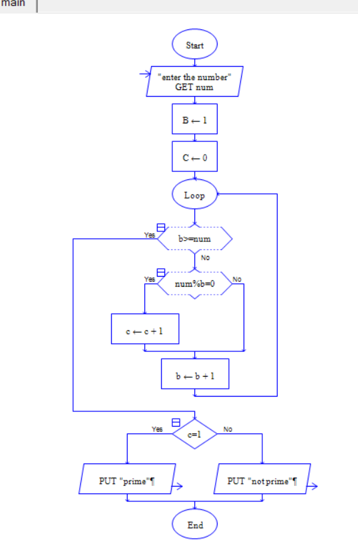 main
Start
"enter the number"
GET num
B ← 1
C ← 0
Loop
b>=num
Yes
No
num%b=0
Yes
No
c ← c + 1
b ← b + 1
c=1
Yes
No
PUT "prime"¶
PUT "not prime"¶
End